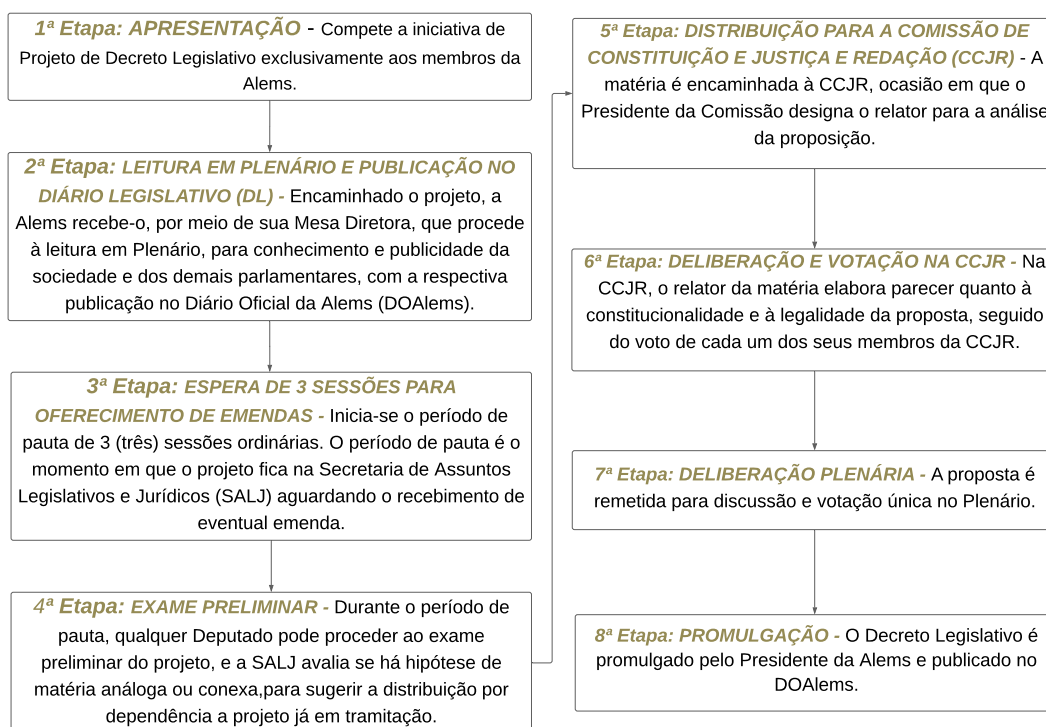 1ª Etapa: APRESENTAÇÃO - Compete a iniciativa de
Projeto de Decreto Legislativo exclusivamente aos membros da
Alems.
2ª Etapa: LEITURA EM PLENÁRIO E PUBLICAÇÃO NO
DIÁRIO LEGISLATIVO (DL) - Encaminhado o projeto, a
Alems recebe-o, por meio de sua Mesa Diretora, que procede
à leitura em Plenário, para conhecimento e publicidade da
sociedade e dos demais parlamentares, com a respectiva
publicação no Diário Oficial da Alems (DOAlems).
3ª Etapa: ESPERA DE 3 SESSÕES PARA
OFERECIMENTO DE EMENDAS - Inicia-se o período de
pauta de 3 (três) sessões ordinárias. O período de pauta é o
momento em que o projeto fica na Secretaria de Assuntos
Legislativos e Jurídicos (SALJ) aguardando o recebimento de
eventual emenda.
4ª Etapa: EXAME PRELIMINAR - Durante o período de
pauta, qualquer Deputado pode proceder ao exame
preliminar do projeto, e a SALJ avalia se há hipótese de
matéria análoga ou conexa,para sugerir a distribuição por
dependência a projeto já em tramitação.
5ª Etapa: DISTRIBUIÇÃO PARA A COMISSÃO DE
CONSTITUIÇÃO E JUSTIÇA E REDAÇÃO (CCJR) - A
matéria é encaminhada à CCJR, ocasião em que o
Presidente da Comissão designa o relator para a análise
da proposição.
6ª Etapa: DELIBERAÇÃO E VOTAÇÃO NA CCJR - Na
CCJR, o relator da matéria elabora parecer quanto à
constitucionalidade e à legalidade da proposta, seguido
do voto de cada um dos seus membros da CCJR.
7ª Etapa: DELIBERAÇÃO PLENÁRIA - A proposta é
remetida para discussão e votação única no Plenário.
8ª Etapa: PROMULGAÇÃO - O Decreto Legislativo é
promulgado pelo Presidente da Alems e publicado no
DOAlems.